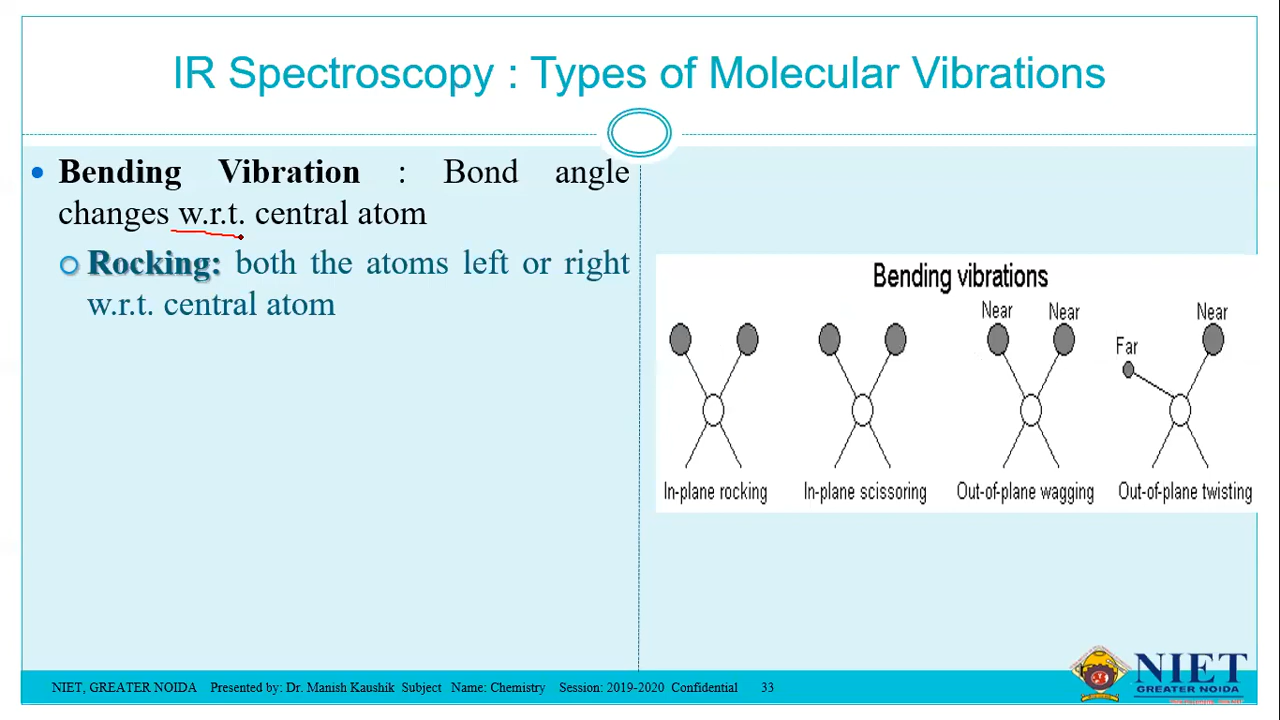 IR Spectroscopy : Types of Molecular Vibrations
Bending Vibration : Bond angle
changes w.r.t. central atom
Rocking: both the atoms left or right
w.r.t. central atom
Bending vibrations
Near Near Near
Far
In-plane rocking In-plane scissoring Out-of-plane wagging Out-of-plane twisting
NIET, GREATER NOIDA Presented by: Dr. Manish Kaushik Subject Name: Chemistry Session: 2019-2020 Confidential 33
NIET
GREATER NOIDA